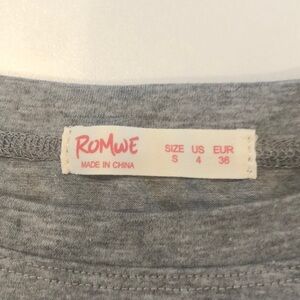 ROMWE
MADE IN CHINA
SIZE US EUR
S 4 36